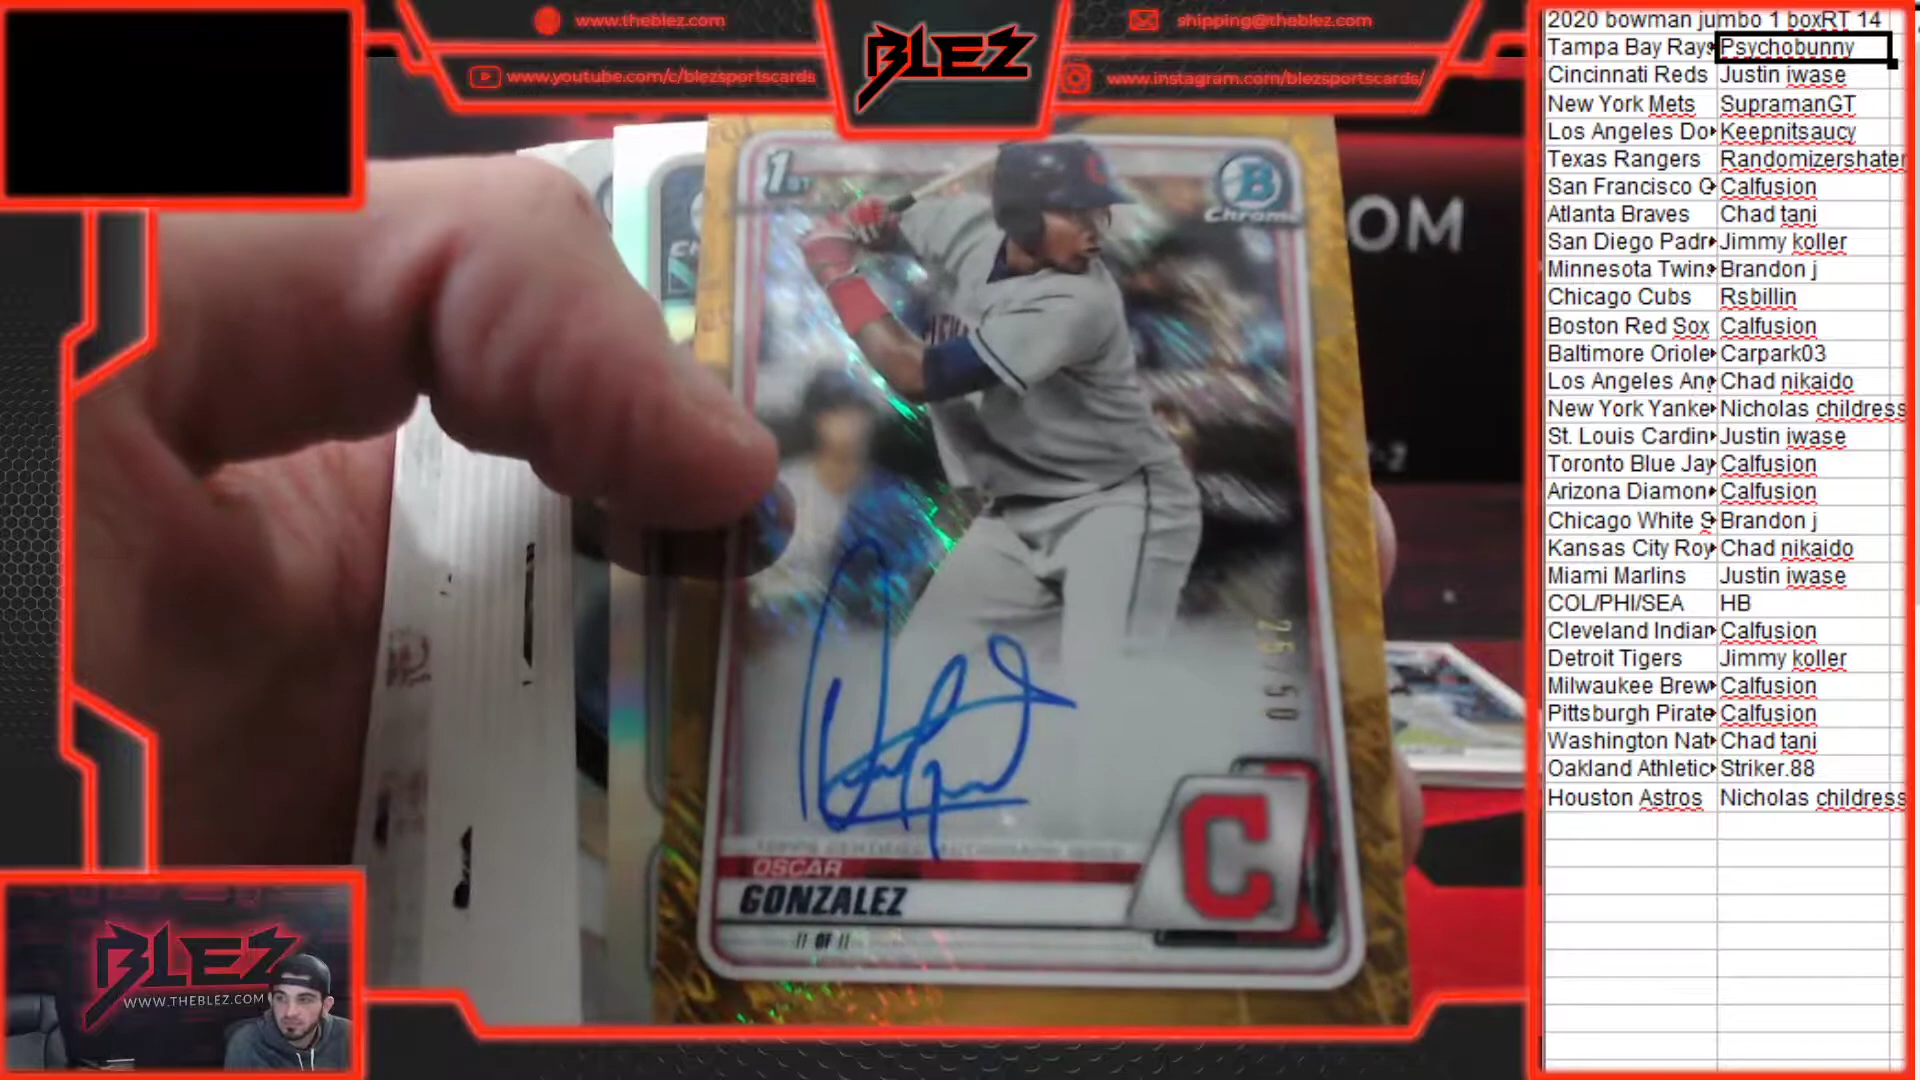 www.theblez.com
www.youtube.com/c/blezsportscards
BLEZ
shipping@thablez.com
www.instagram.com/blezsportscards/
1ST
B
Chrome
OM
25/50
OSCAR
GONZALEZ
C
BLEZ
WWW.THEBLEZ.COM
2020 bowman jumbo 1 boxRT 14
Tampa Bay Rays Psychobunny
Cincinnati Reds Justin iwase
New York Mets SupramanGT
Los Angeles Do Keepnitsaucy
Texas Rangers Randomizershater
San Francisco G Calfusion
Atlanta Braves Chad tani
San Diego Padr Jimmy koller
Minnesota Twins Brandon j
Chicago Cubs Rsbillin
Boston Red Sox Calfusion
Baltimore Oriole Carpark03
Los Angeles Ang Chad nikaido
New York Yanke Nicholas childress
St. Louis Cardin Justin iwase
Toronto Blue Jay Calfusion
Arizona Diamon Calfusion
Chicago White S Brandon j
Kansas City Roy Chad nikaido
Miami Marlins Justin iwase
COL/PHI/SEA HB
Cleveland Indian Calfusion
Detroit Tigers Jimmy koller
Milwaukee Brew Calfusion
Pittsburgh Pirate Calfusion
Washington Nat Chad tani
Oakland Athletic Striker.88
Houston Astros Nicholas childress